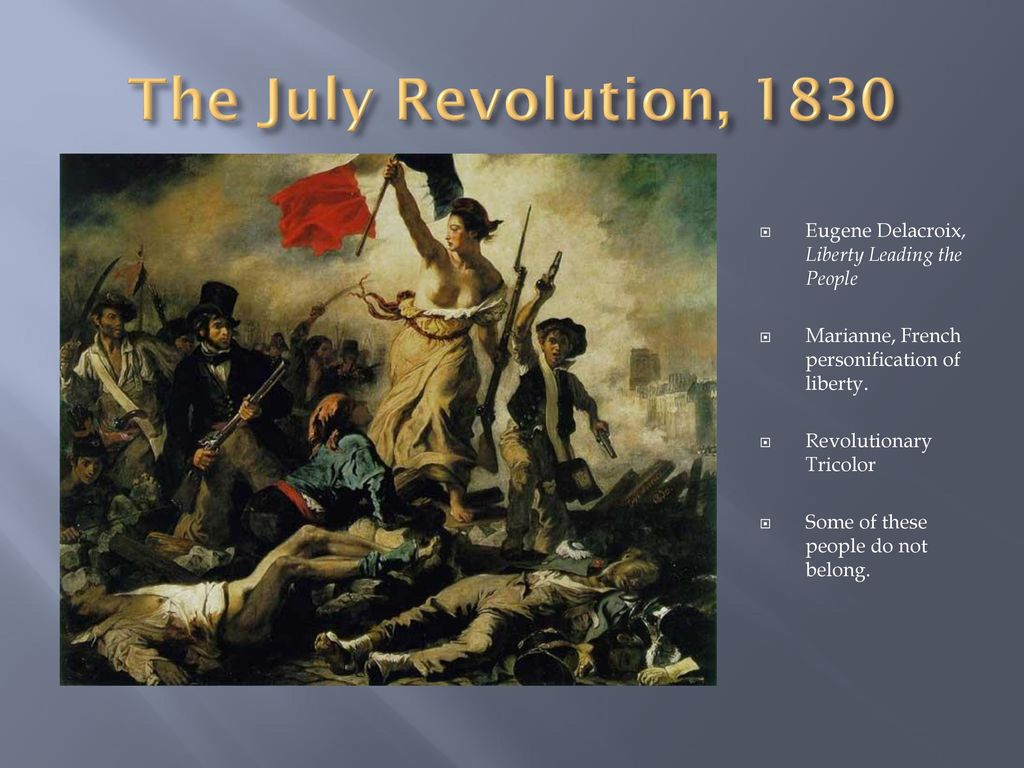 The July Revolution, 1830
Eugene Delacroix,
Liberty Leading the
People
Marianne, French
personification of
liberty.
Revolutionary
Tricolor
Some of these
people do not
belong.